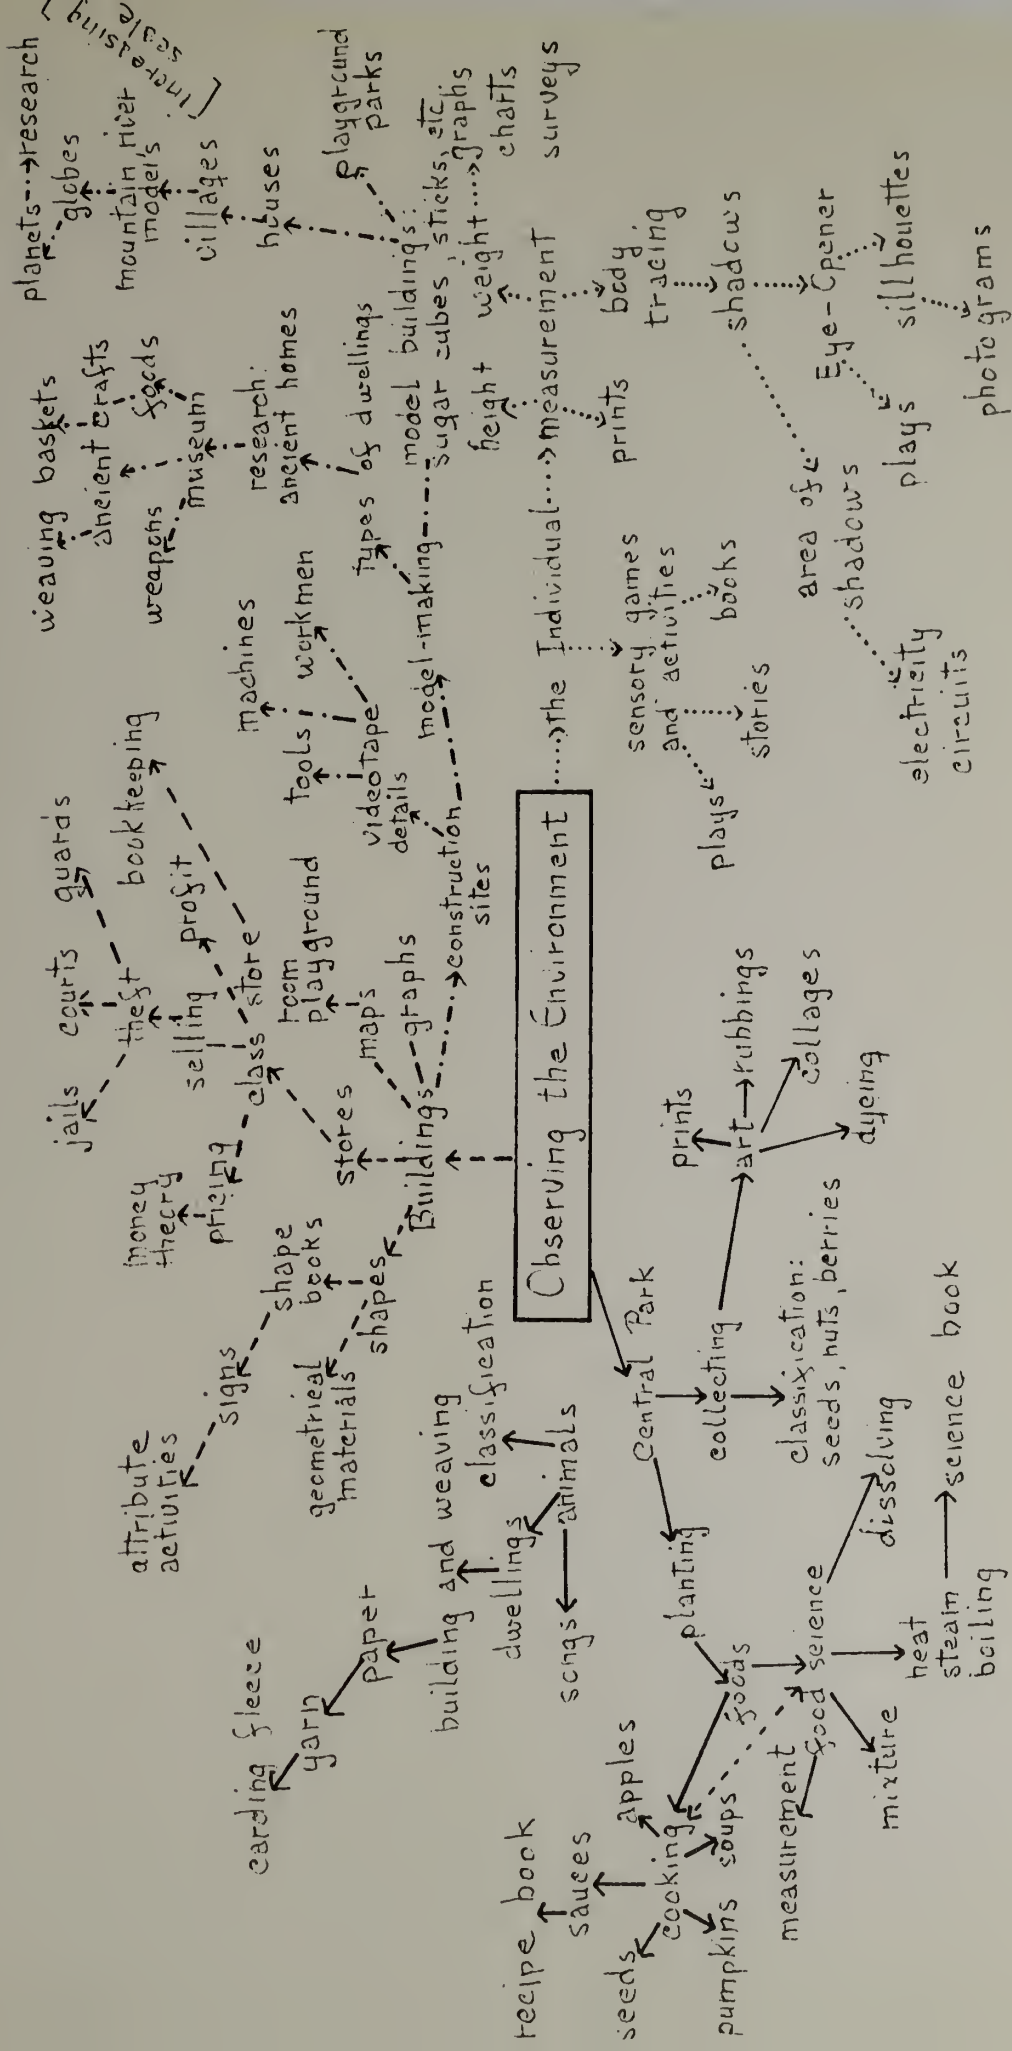 Observing the Environment
Buildings
stores
class store
pricing
money
theory
selling
profit
bookkeeping
theft
jails
courts
guards
shapes
geometrical
materials
shape
books
signs
attribute
activities
maps
room
playground
graphs
construction
sites
videotape
details
tools
machines
workmen
model-making
types of dwellings
research:
ancient homes
museum
weapons
foods
ancient crafts
weaving baskets
model buildings:
sugar cubes, sticks, etc.
playground
parks
houses
villages
mountain, river
models
globes
planets
research
[increasing
scale]
the Individual
measurement
height
weight
graphs
charts
surveys
prints
body
tracing
shadows
Eye-Opener
plays
sillhouettes
photograms
area of
shadows
electricity
circuits
sensory games
and activities
books
stories
plays
Central Park
collecting
art
prints
rubbings
collages
dyeing
classification:
seeds, nuts, berries
planting
foods
food science
dissolving
heat
steam
boiling
science book
mixture
measurement
cooking
apples
soups
pumpkins
seeds
sauces
recipe book
animals
classification
songs
dwellings
building and weaving
paper
yarn
carding fleece